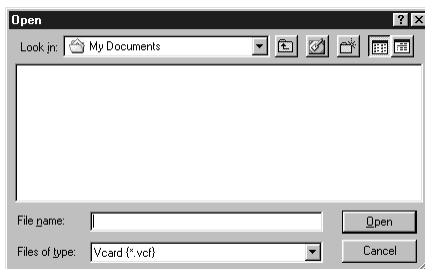 Open
Look in: My Documents
File name:
Open
Files of type: Vcard (*.vcf)
Cancel